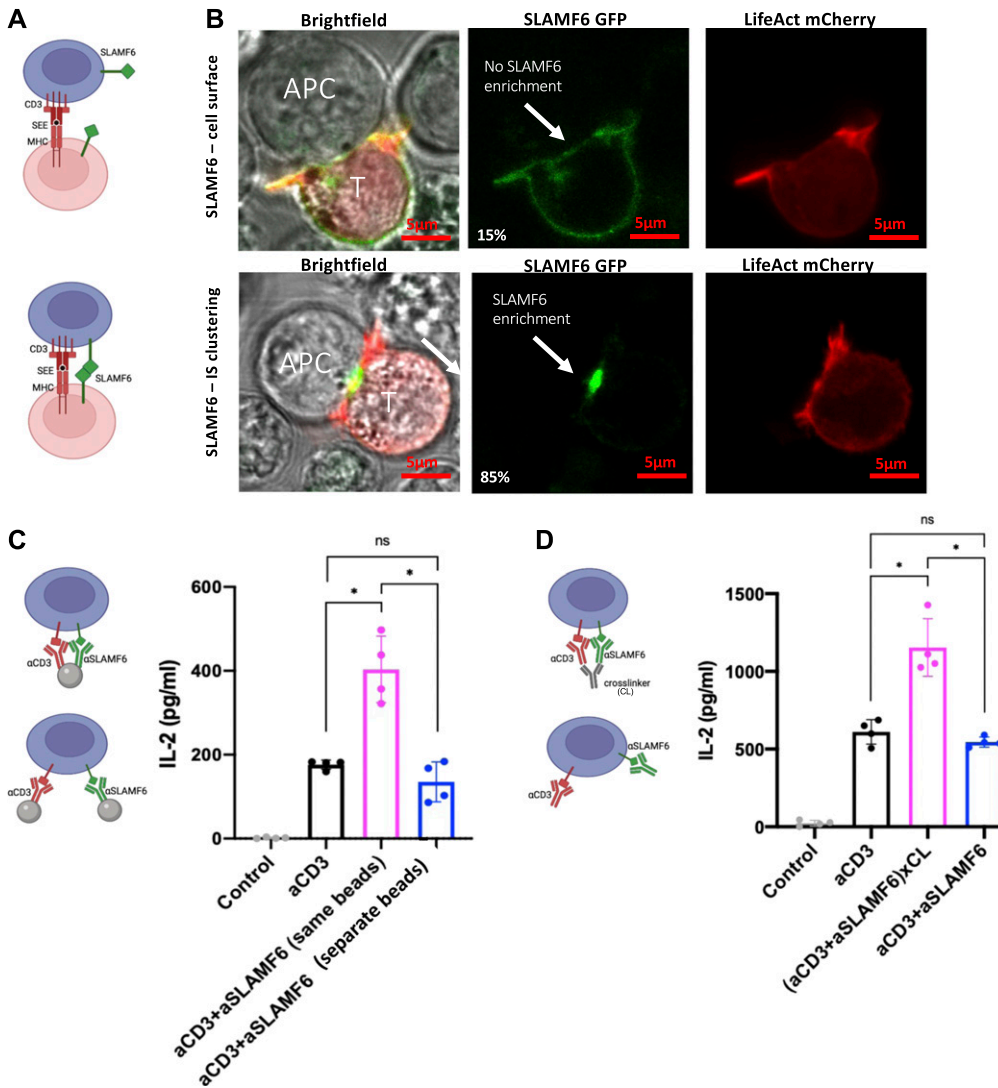 A
SLAMF6
CD3
SEE
MHC
CD3
SEE
MHC
SLAMF6
B
Brightfield
SLAMF6 GFP
LifeAct mCherry
SLAMF6 – cell surface
APC
T
5μm
No SLAMF6
enrichment
15%
5μm
5μm
Brightfield
SLAMF6 GFP
LifeAct mCherry
SLAMF6 – IS clustering
APC
T
5μm
SLAMF6
enrichment
85%
5μm
5μm
C
αCD3
αSLAMF6
αCD3
αSLAMF6
ns
*
*
600
400
200
0
IL-2 (pg/ml)
Control
aCD3
aCD3+aSLAMF6 (same beads)
aCD3+aSLAMF6 (separate beads)
D
αCD3
αSLAMF6
crosslinker
(CL)
αSLAMF6
αCD3
ns
*
*
1500
1000
500
0
IL-2 (pg/ml)
Control
aCD3
(aCD3+aSLAMF6)xCL
aCD3+aSLAMF6